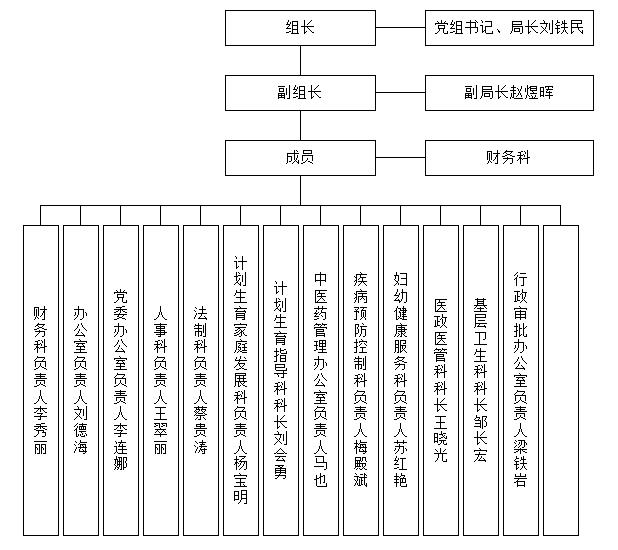 组长
党组书记、局长刘铁民
副组长
副局长赵煜晖
成员
财务科
财务科负责人李秀丽
办公室负责人刘德海
党委办公室负责人李连娜
人事科负责人王翠丽
法制科负责人蔡贵涛
计划生育家庭发展科负责人杨宝明
计划生育指导科科长刘会勇
中医药管理办公室负责人马也
疾病预防控制科负责人梅殿斌
妇幼健康服务科负责人苏红艳
医政医管科科长王晓光
基层卫生科科长邹长宏
行政审批办公室负责人梁铁岩